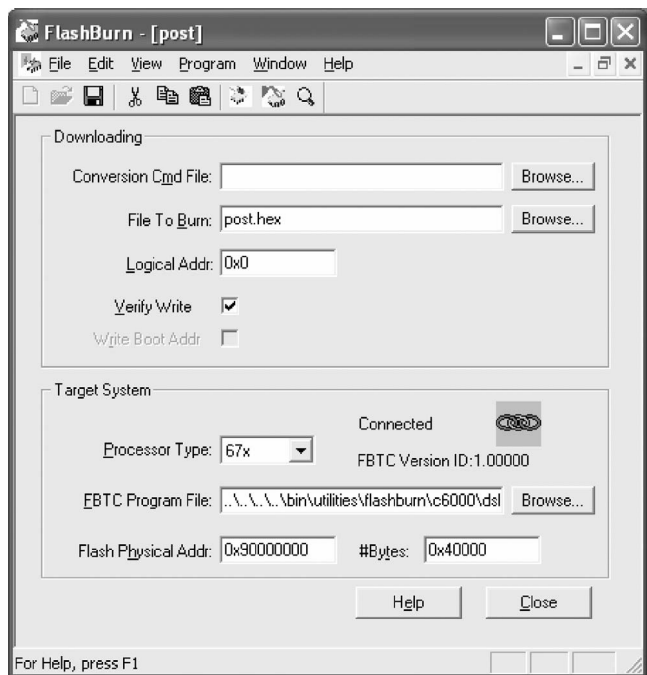 FlashBurn - [post]
File Edit View Program Window Help
Downloading
Conversion Cmd File: Browse...
File To Burn: post.hex Browse...
Logical Addr: 0x0
Verify Write
Write Boot Addr
Target System
Connected
Processor Type: 67x
FBTC Version ID:1.00000
FBTC Program File: ..\..\..\..\bin\utilities\flashburn\c6000\dsl Browse...
Flash Physical Addr: 0x90000000 #Bytes: 0x40000
Help Close
For Help, press F1